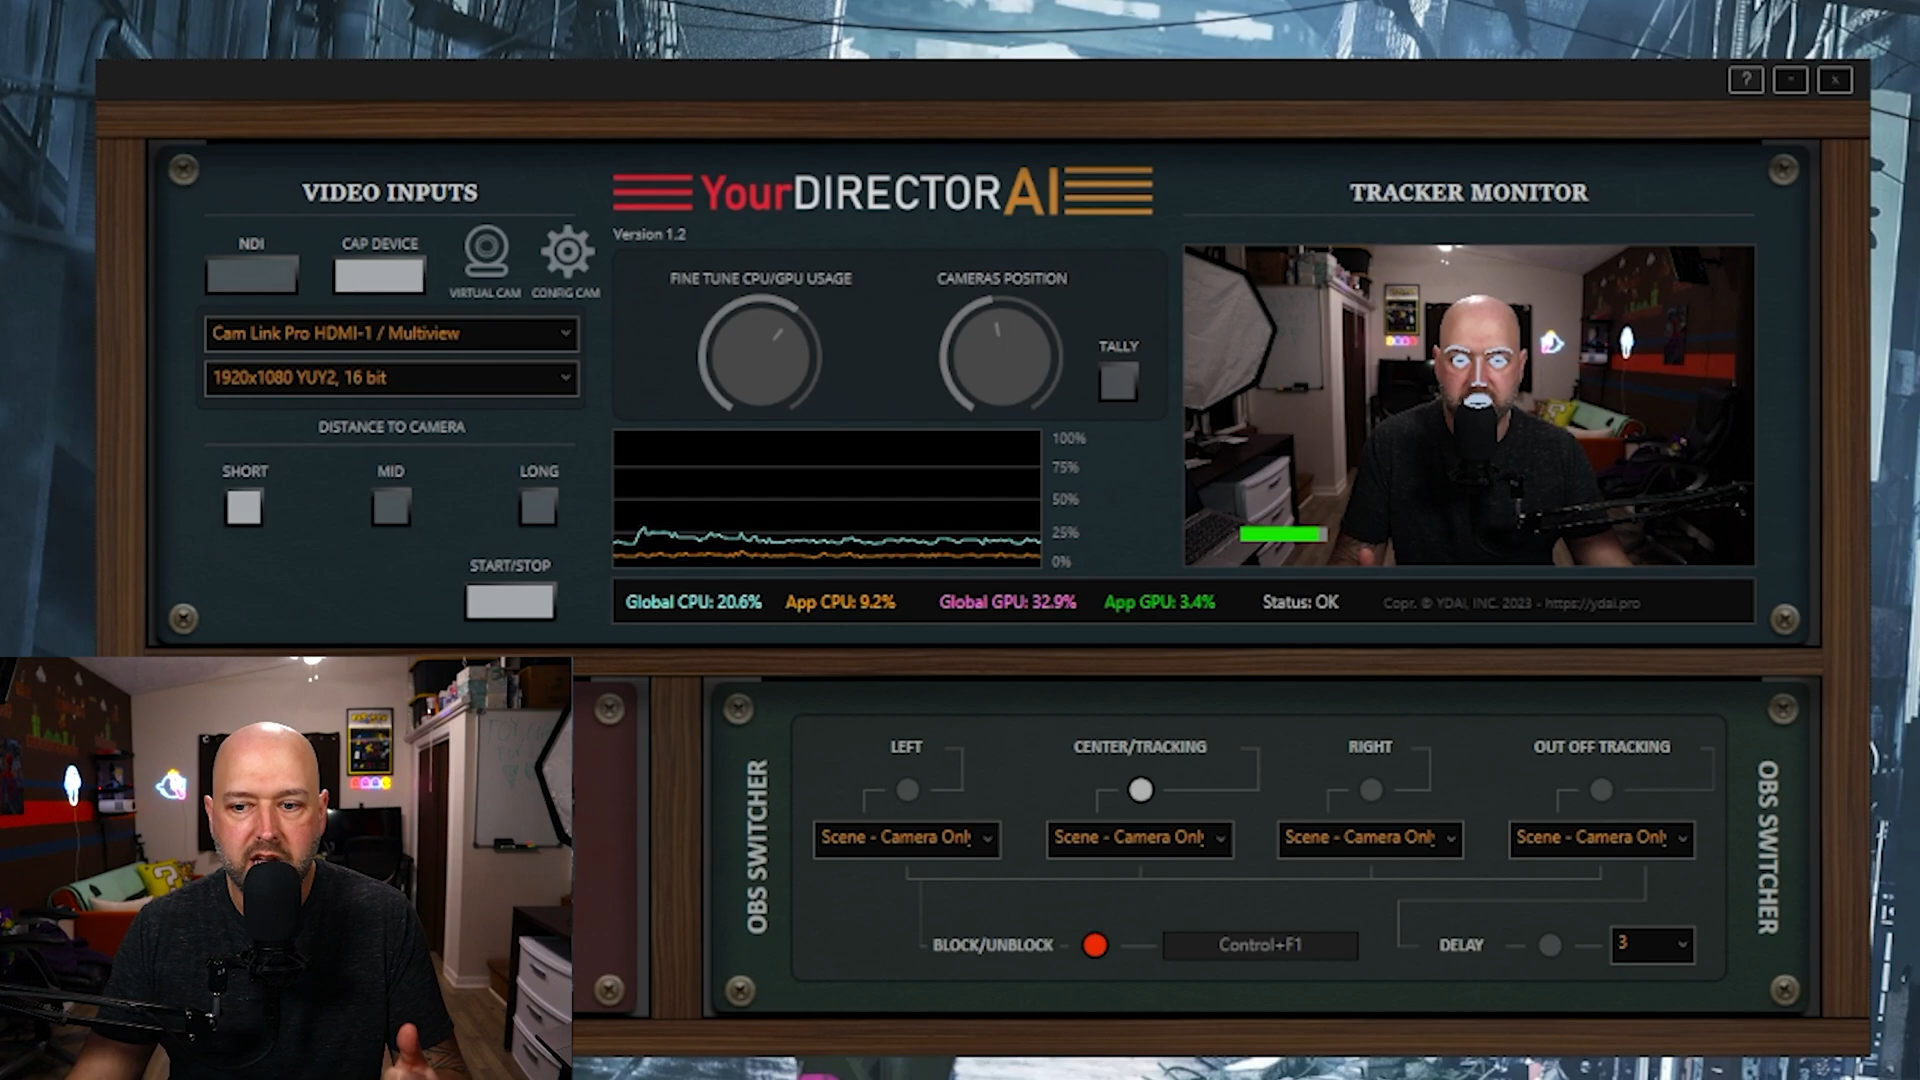 ?
-
x
VIDEO INPUTS
NDI
CAP DEVICE
VIRTUAL CAM
CONFIG CAM
Cam Link Pro HDMI-1 / Multiview
1920x1080 YUY2, 16 bit
DISTANCE TO CAMERA
SHORT
MID
LONG
START/STOP
YourDIRECTORAI
Version 1.2
FINE TUNE CPU/GPU USAGE
CAMERAS POSITION
TALLY
100%
75%
50%
25%
0%
TRACKER MONITOR
Global CPU: 20.6% App CPU: 9.2% Global GPU: 32.9% App GPU: 3.4% Status: OK Copr. © YDAI, INC. 2023 - https://ydai.pro
OBS SWITCHER
LEFT
CENTER/TRACKING
RIGHT
OUT OFF TRACKING
Scene - Camera Only
Scene - Camera Only
Scene - Camera Only
Scene - Camera Only
BLOCK/UNBLOCK
Control+F1
DELAY
3
OBS SWITCHER